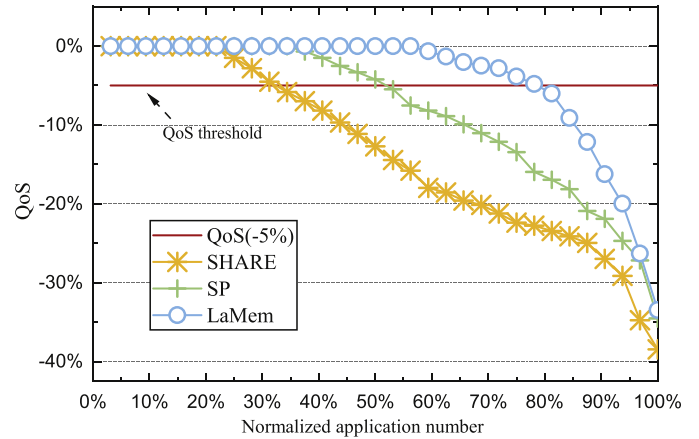 0%
-10%
-20%
-30%
-40%
QoS
QoS threshold
QoS(-5%)
SHARE
SP
LaMem
0% 10% 20% 30% 40% 50% 60% 70% 80% 90% 100%
Normalized application number